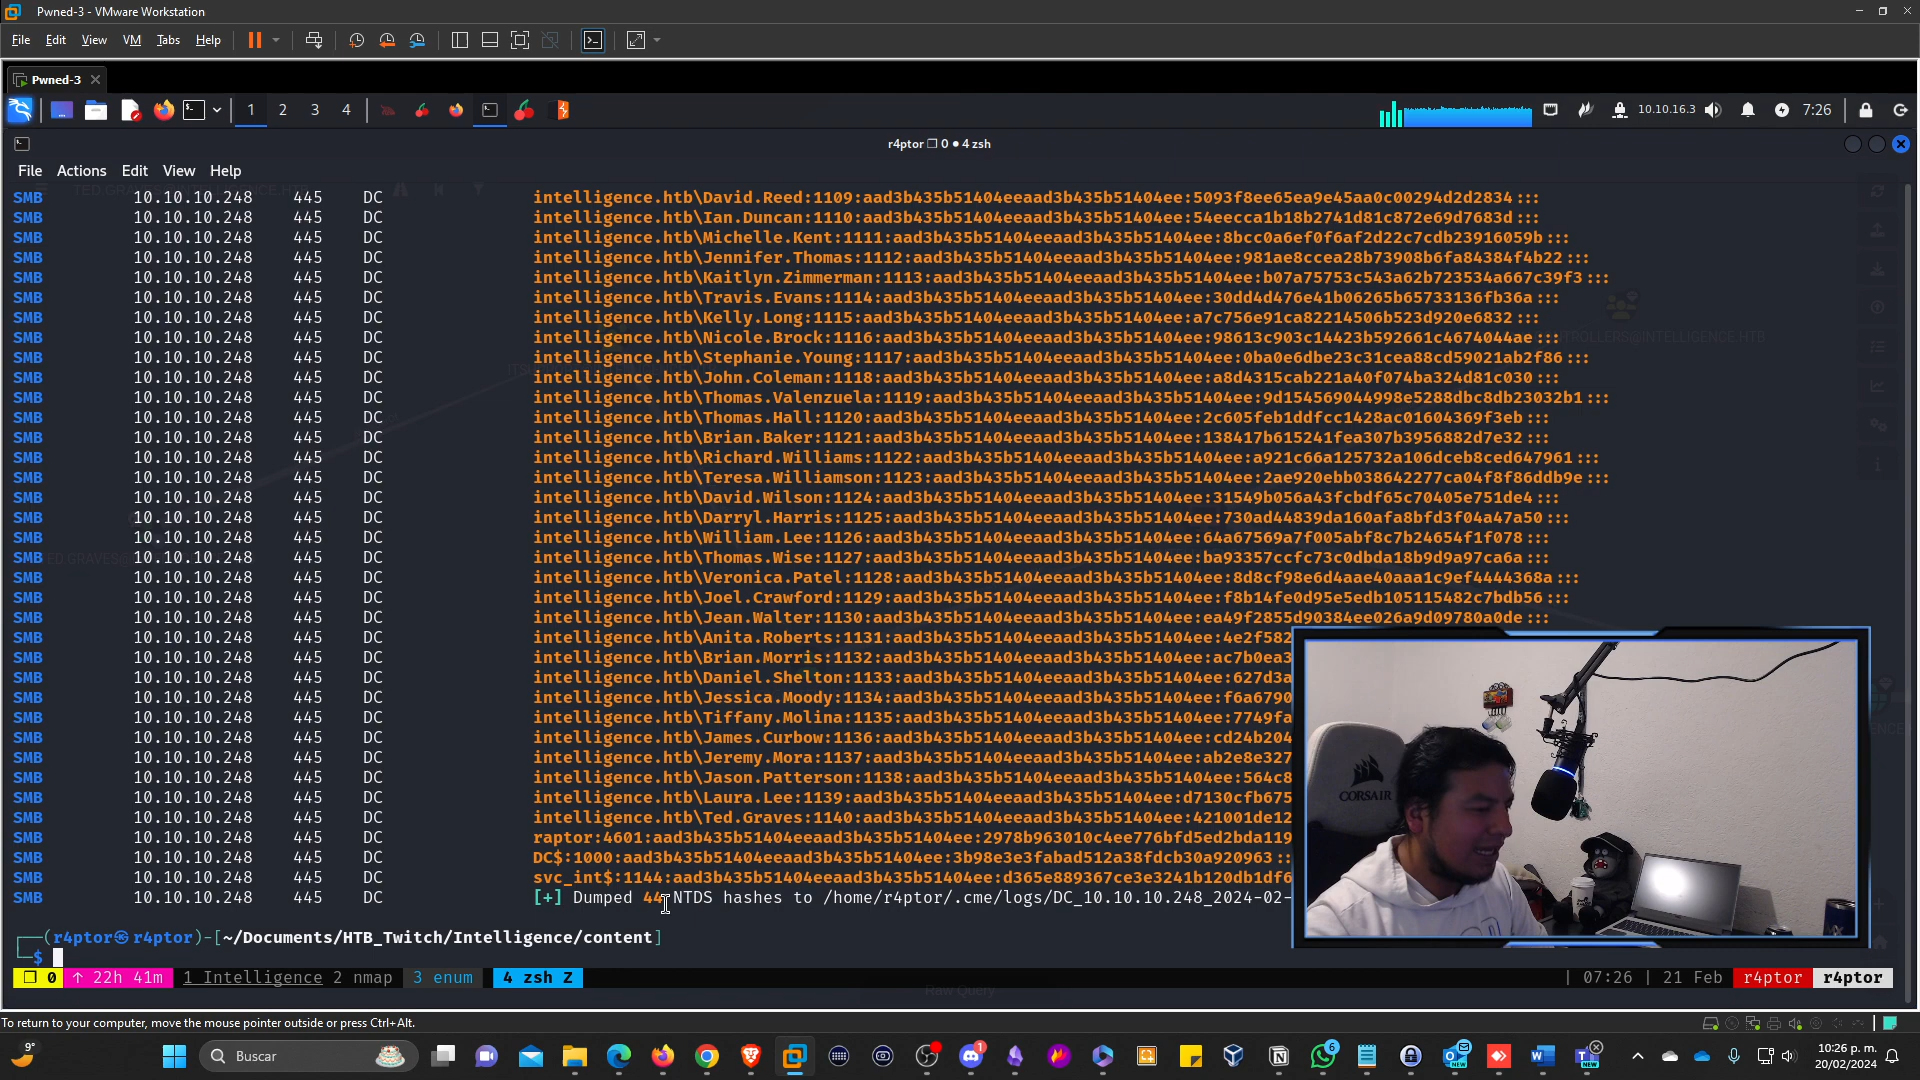 Pwned-3 - VMware Workstation
File Edit View VM Tabs Help
Pwned-3
1 2 3 4 10.10.16.3 7:26
r4ptor ❐ 0 ● 4 zsh
File Actions Edit View Help
SMB 10.10.10.248 445 DC intelligence.htb\David.Reed:1109:aad3b435b51404eeaad3b435b51404ee:5093f8ee65ea9e45aa0c00294d2d2834:::
SMB 10.10.10.248 445 DC intelligence.htb\Ian.Duncan:1110:aad3b435b51404eeaad3b435b51404ee:54eecca1b18b2741d81c872e69d7683d:::
SMB 10.10.10.248 445 DC intelligence.htb\Michelle.Kent:1111:aad3b435b51404eeaad3b435b51404ee:8bcc0a6ef0f6af2d22c7cdb23916059b:::
SMB 10.10.10.248 445 DC intelligence.htb\Jennifer.Thomas:1112:aad3b435b51404eeaad3b435b51404ee:981ae8ccea28b73908b6fa84384f4b22:::
SMB 10.10.10.248 445 DC intelligence.htb\Kaitlyn.Zimmerman:1113:aad3b435b51404eeaad3b435b51404ee:b07a75753c543a62b723534a667c39f3:::
SMB 10.10.10.248 445 DC intelligence.htb\Travis.Evans:1114:aad3b435b51404eeaad3b435b51404ee:30dd4d476e41b06265b65733136fb36a:::
SMB 10.10.10.248 445 DC intelligence.htb\Kelly.Long:1115:aad3b435b51404eeaad3b435b51404ee:a7c756e91ca82214506b523d920e6832:::
SMB 10.10.10.248 445 DC intelligence.htb\Nicole.Brock:1116:aad3b435b51404eeaad3b435b51404ee:98613c903c14423b592661c4674044ae:::
SMB 10.10.10.248 445 DC intelligence.htb\Stephanie.Young:1117:aad3b435b51404eeaad3b435b51404ee:0ba0e6dbe23c31cea88cd59021ab2f86:::
SMB 10.10.10.248 445 DC intelligence.htb\John.Coleman:1118:aad3b435b51404eeaad3b435b51404ee:a8d4315cab221a40f074ba324d81c030:::
SMB 10.10.10.248 445 DC intelligence.htb\Thomas.Valenzuela:1119:aad3b435b51404eeaad3b435b51404ee:9d154569044998e5288dbc8db23032b1:::
SMB 10.10.10.248 445 DC intelligence.htb\Thomas.Hall:1120:aad3b435b51404eeaad3b435b51404ee:2c605feb1ddfcc1428ac01604369f3eb:::
SMB 10.10.10.248 445 DC intelligence.htb\Brian.Baker:1121:aad3b435b51404eeaad3b435b51404ee:138417b615241fea307b3956882d7e32:::
SMB 10.10.10.248 445 DC intelligence.htb\Richard.Williams:1122:aad3b435b51404eeaad3b435b51404ee:a921c66a125732a106dceb8ced647961:::
SMB 10.10.10.248 445 DC intelligence.htb\Teresa.Williamson:1123:aad3b435b51404eeaad3b435b51404ee:2ae920ebb038642277ca04f8f86ddb9e:::
SMB 10.10.10.248 445 DC intelligence.htb\David.Wilson:1124:aad3b435b51404eeaad3b435b51404ee:31549b056a43fcbdf65c70405e751de4:::
SMB 10.10.10.248 445 DC intelligence.htb\Darryl.Harris:1125:aad3b435b51404eeaad3b435b51404ee:730ad44839da160afa8bfd3f04a47a50:::
SMB 10.10.10.248 445 DC intelligence.htb\William.Lee:1126:aad3b435b51404eeaad3b435b51404ee:64a67569a7f005abf8c7b24654f1f078:::
SMB 10.10.10.248 445 DC intelligence.htb\Thomas.Wise:1127:aad3b435b51404eeaad3b435b51404ee:ba93357ccfc73c0dbda18b9d9a97ca6a:::
SMB 10.10.10.248 445 DC intelligence.htb\Veronica.Patel:1128:aad3b435b51404eeaad3b435b51404ee:8d8cf98e6d4aae40aaa1c9ef4444368a:::
SMB 10.10.10.248 445 DC intelligence.htb\Joel.Crawford:1129:aad3b435b51404eeaad3b435b51404ee:f8b14fe0d95e5edb105115482c7bdb56:::
SMB 10.10.10.248 445 DC intelligence.htb\Jean.Walter:1130:aad3b435b51404eeaad3b435b51404ee:ea49f2855d90384ee026a9d09780a0de:::
SMB 10.10.10.248 445 DC intelligence.htb\Anita.Roberts:1131:aad3b435b51404eeaad3b435b51404ee:4e2f582
SMB 10.10.10.248 445 DC intelligence.htb\Brian.Morris:1132:aad3b435b51404eeaad3b435b51404ee:ac7b0ea3
SMB 10.10.10.248 445 DC intelligence.htb\Daniel.Shelton:1133:aad3b435b51404eeaad3b435b51404ee:627d3a
SMB 10.10.10.248 445 DC intelligence.htb\Jessica.Moody:1134:aad3b435b51404eeaad3b435b51404ee:f6a6790
SMB 10.10.10.248 445 DC intelligence.htb\Tiffany.Molina:1135:aad3b435b51404eeaad3b435b51404ee:7749fa
SMB 10.10.10.248 445 DC intelligence.htb\James.Curbow:1136:aad3b435b51404eeaad3b435b51404ee:cd24b204
SMB 10.10.10.248 445 DC intelligence.htb\Jeremy.Mora:1137:aad3b435b51404eeaad3b435b51404ee:ab2e8e327
SMB 10.10.10.248 445 DC intelligence.htb\Jason.Patterson:1138:aad3b435b51404eeaad3b435b51404ee:564c8
SMB 10.10.10.248 445 DC intelligence.htb\Laura.Lee:1139:aad3b435b51404eeaad3b435b51404ee:d7130cfb675
SMB 10.10.10.248 445 DC intelligence.htb\Ted.Graves:1140:aad3b435b51404eeaad3b435b51404ee:421001de12
SMB 10.10.10.248 445 DC raptor:4601:aad3b435b51404eeaad3b435b51404ee:2978b963010c4ee776bfd5ed2bda119
SMB 10.10.10.248 445 DC DC$:1000:aad3b435b51404eeaad3b435b51404ee:3b98e3e3fabad512a38fdcb30a920963::
SMB 10.10.10.248 445 DC svc_int$:1144:aad3b435b51404eeaad3b435b51404ee:d365e889367ce3e3241b120db1df6
SMB 10.10.10.248 445 DC [+] Dumped 44 NTDS hashes to /home/r4ptor/.cme/logs/DC_10.10.10.248_2024-02-
CORSAIR
(r4ptor㉿r4ptor)-[~/Documents/HTB_Twitch/Intelligence/content]
$
❐ 0 ↑ 22h 41m 1 Intelligence 2 nmap 3 enum 4 zsh Z | 07:26 | 21 Feb r4ptor r4ptor
Raw Query
To return to your computer, move the mouse pointer outside or press Ctrl+Alt.
9° Buscar 1 6 NEW NEW 10:26 p. m.
20/02/2024